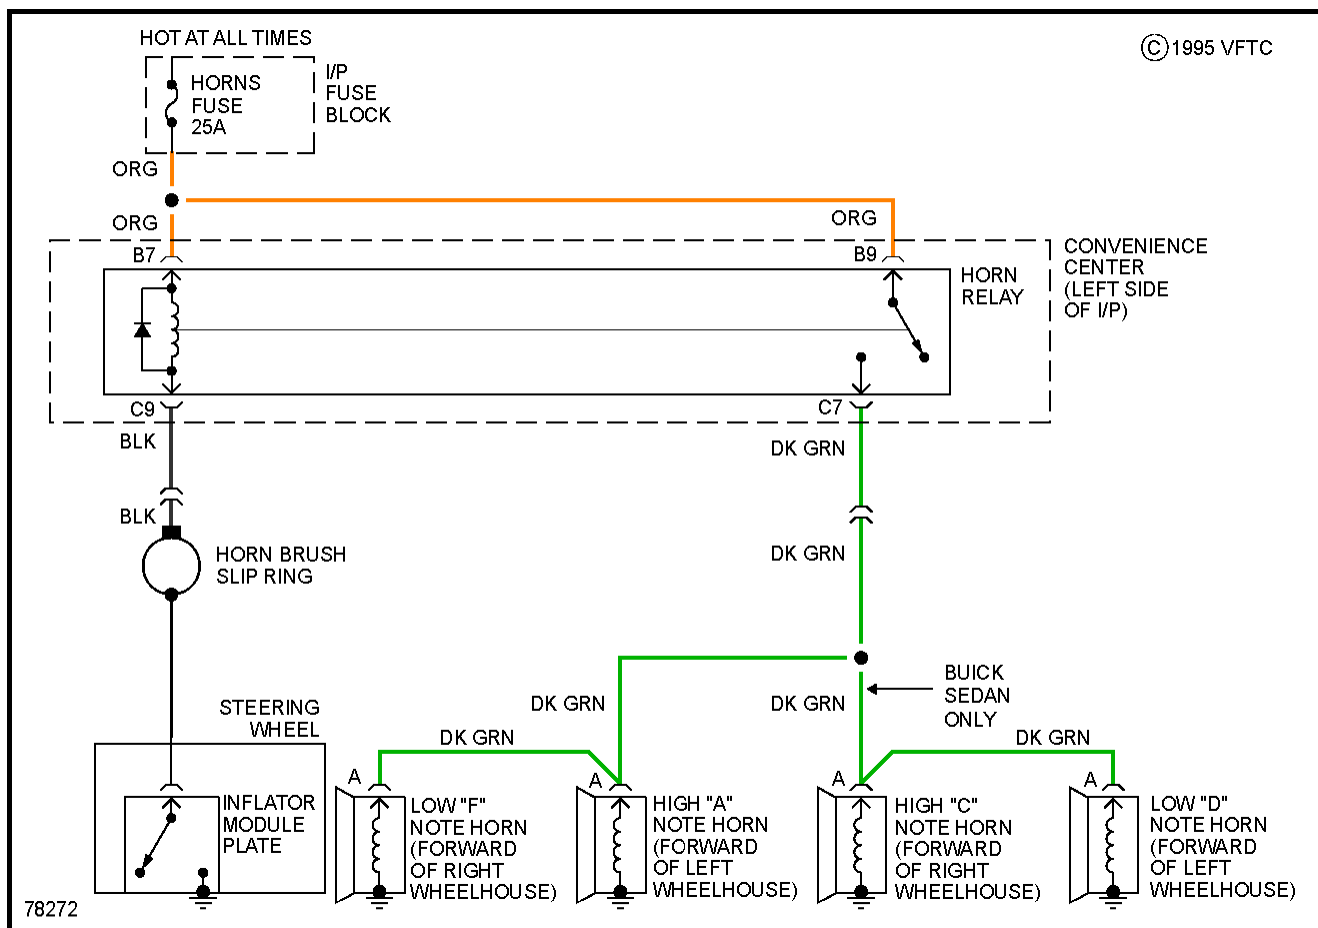 HOT AT ALL TIMES
© 1995 VFTC
HORNS
FUSE
25A
I/P
FUSE
BLOCK
ORG
ORG
ORG
B7
B9
CONVENIENCE
CENTER
(LEFT SIDE
OF I/P)
HORN
RELAY
C9
C7
BLK
DK GRN
BLK
DK GRN
HORN BRUSH
SLIP RING
BUICK
SEDAN
ONLY
DK GRN
DK GRN
STEERING
WHEEL
DK GRN
DK GRN
A
A
A
A
INFLATOR
MODULE
PLATE
LOW "F"
NOTE HORN
(FORWARD
OF RIGHT
WHEELHOUSE)
HIGH "A"
NOTE HORN
(FORWARD
OF LEFT
WHEELHOUSE)
HIGH "C"
NOTE HORN
(FORWARD
OF RIGHT
WHEELHOUSE)
LOW "D"
NOTE HORN
(FORWARD
OF LEFT
WHEELHOUSE)
78272